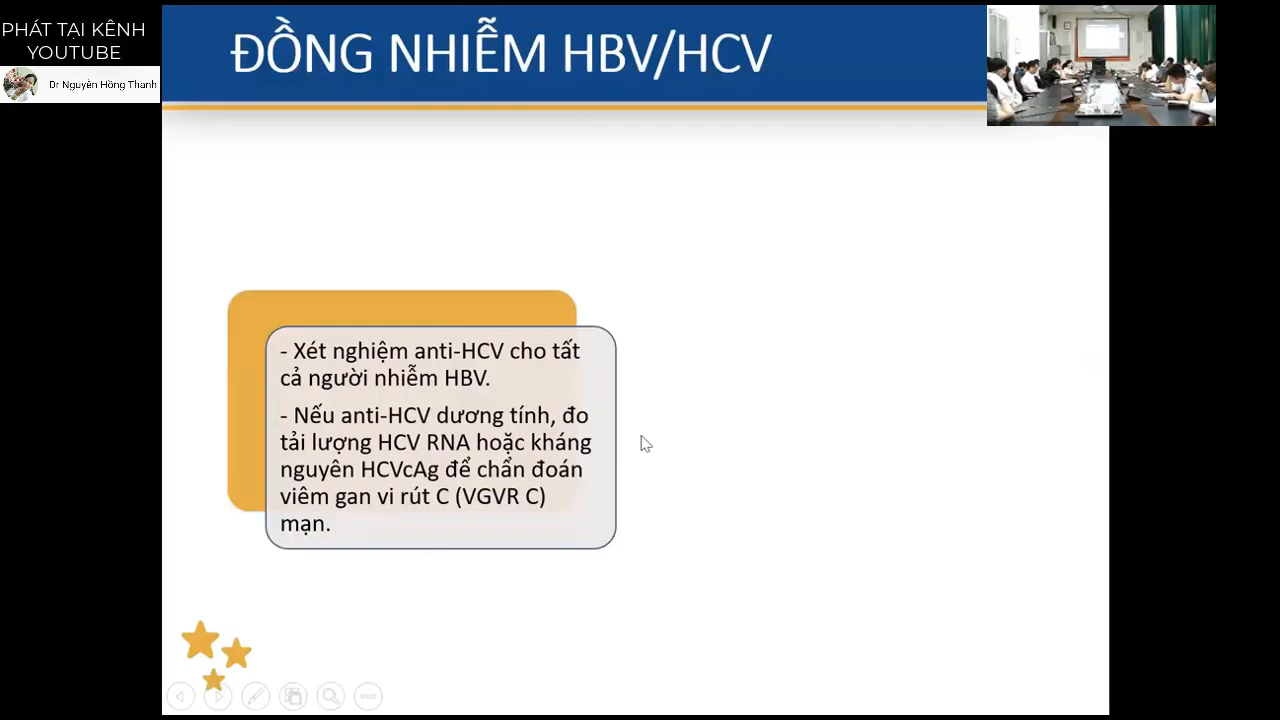 PHÁT TẠI KÊNH
YOUTUBE
Dr Nguyễn Hồng Thanh
ĐỒNG NHIỄM HBV/HCV
- Xét nghiệm anti-HCV cho tất
cả người nhiễm HBV.
- Nếu anti-HCV dương tính, đo
tải lượng HCV RNA hoặc kháng
nguyên HCVcAg để chẩn đoán
viêm gan vi rút C (VGVR C)
mạn.